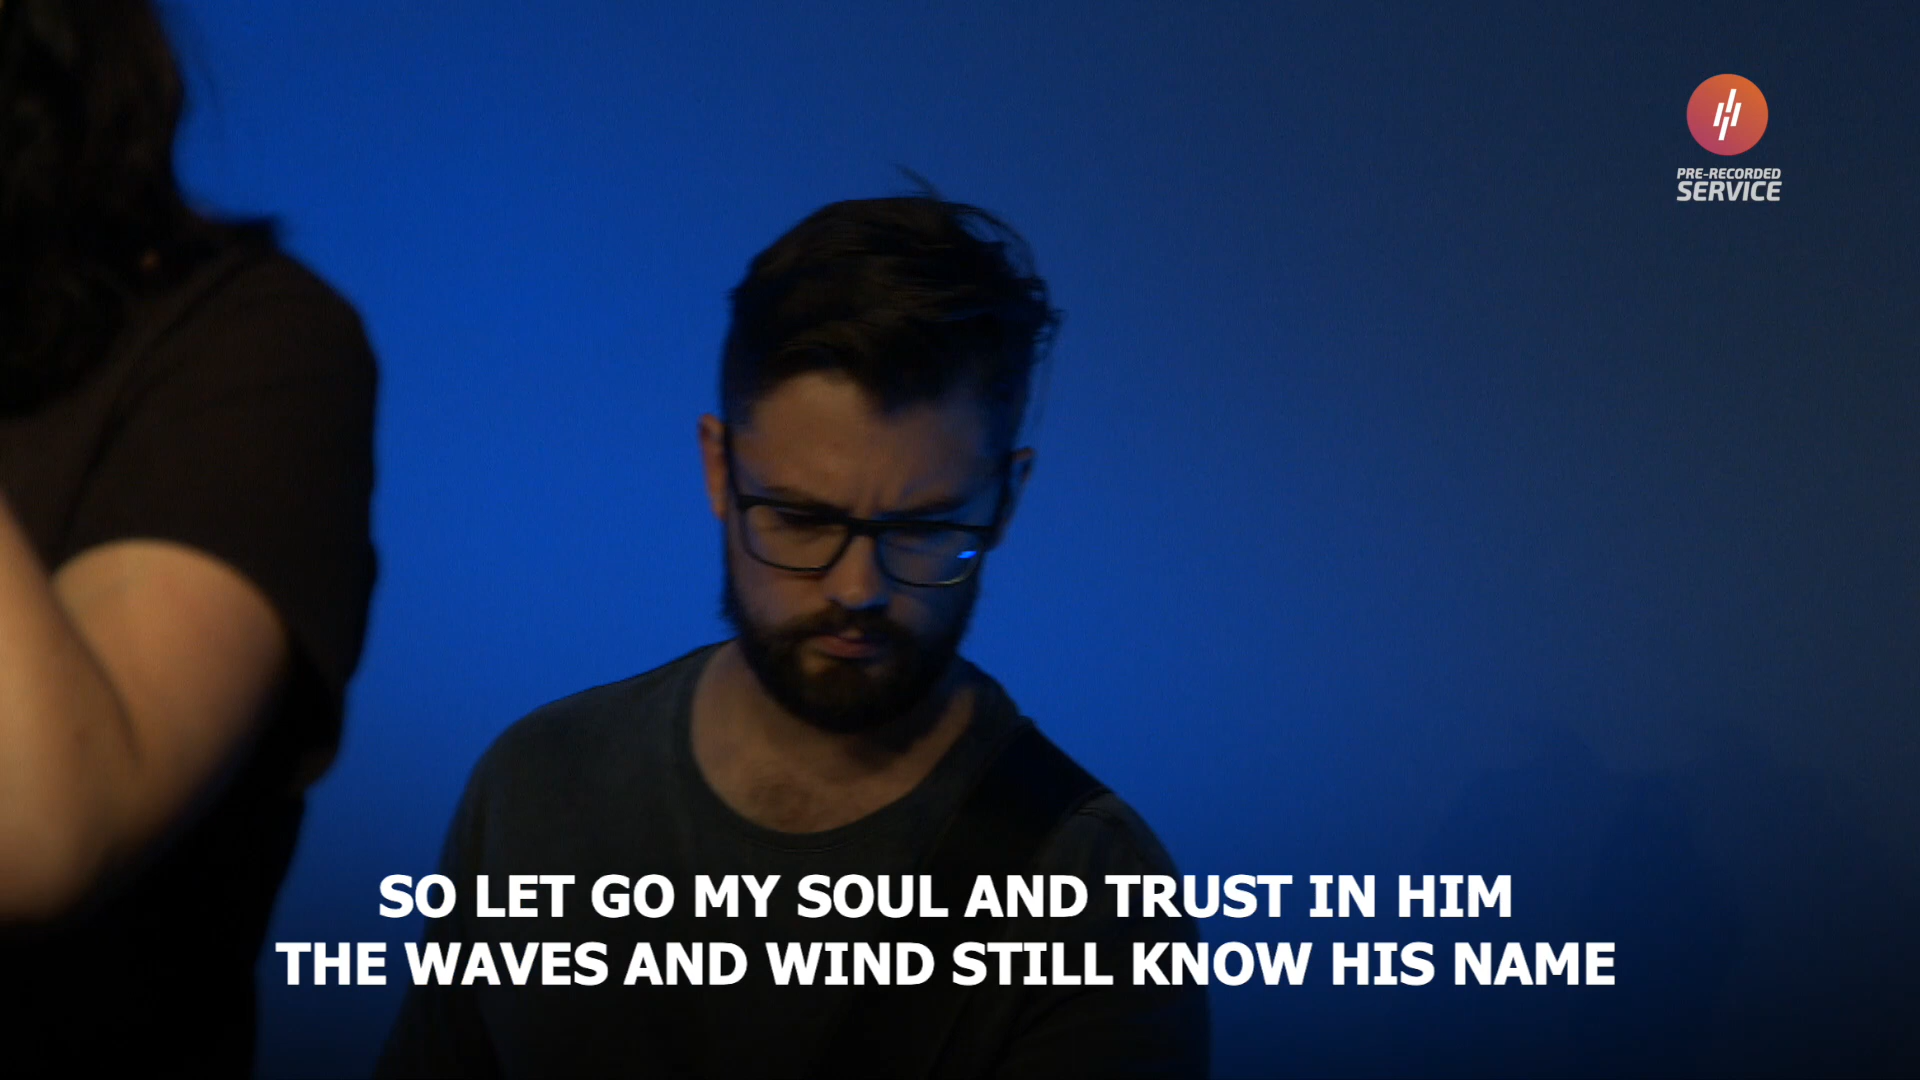 PRE-RECORDED
SERVICE
SO LET GO MY SOUL AND TRUST IN HIM
THE WAVES AND WIND STILL KNOW HIS NAME